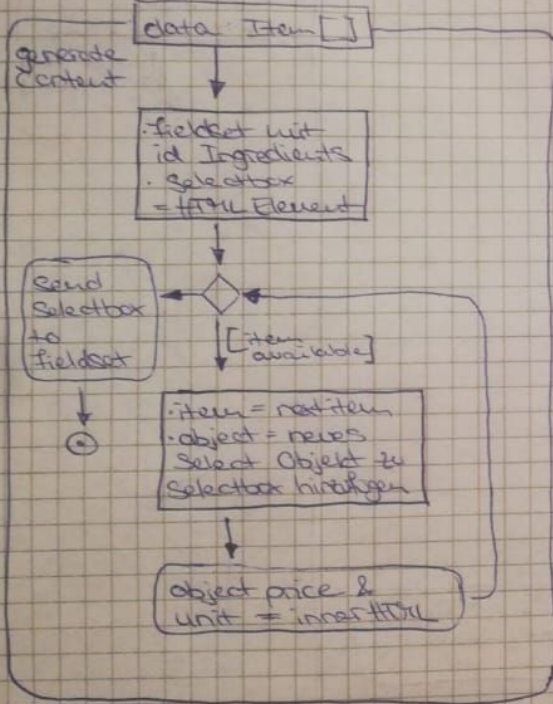 data Item []
generate
Content
· fieldset mit
id Ingredients
· Selectbox
= HTML Element
send
Selectbox
to
fieldset
[item
available]
· item = nextitem
· object = neues
Select Objekt zu
Selectbox hinzufügen
object price &
unit = innerHTML